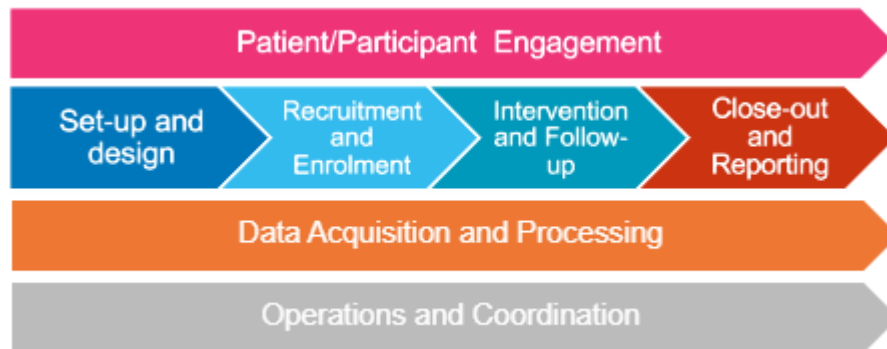 Patient/Participant Engagement
Set-up and
design
Recruitment
and
Enrolment
Intervention
and Follow-
up
Close-out
and
Reporting
Data Acquisition and Processing
Operations and Coordination